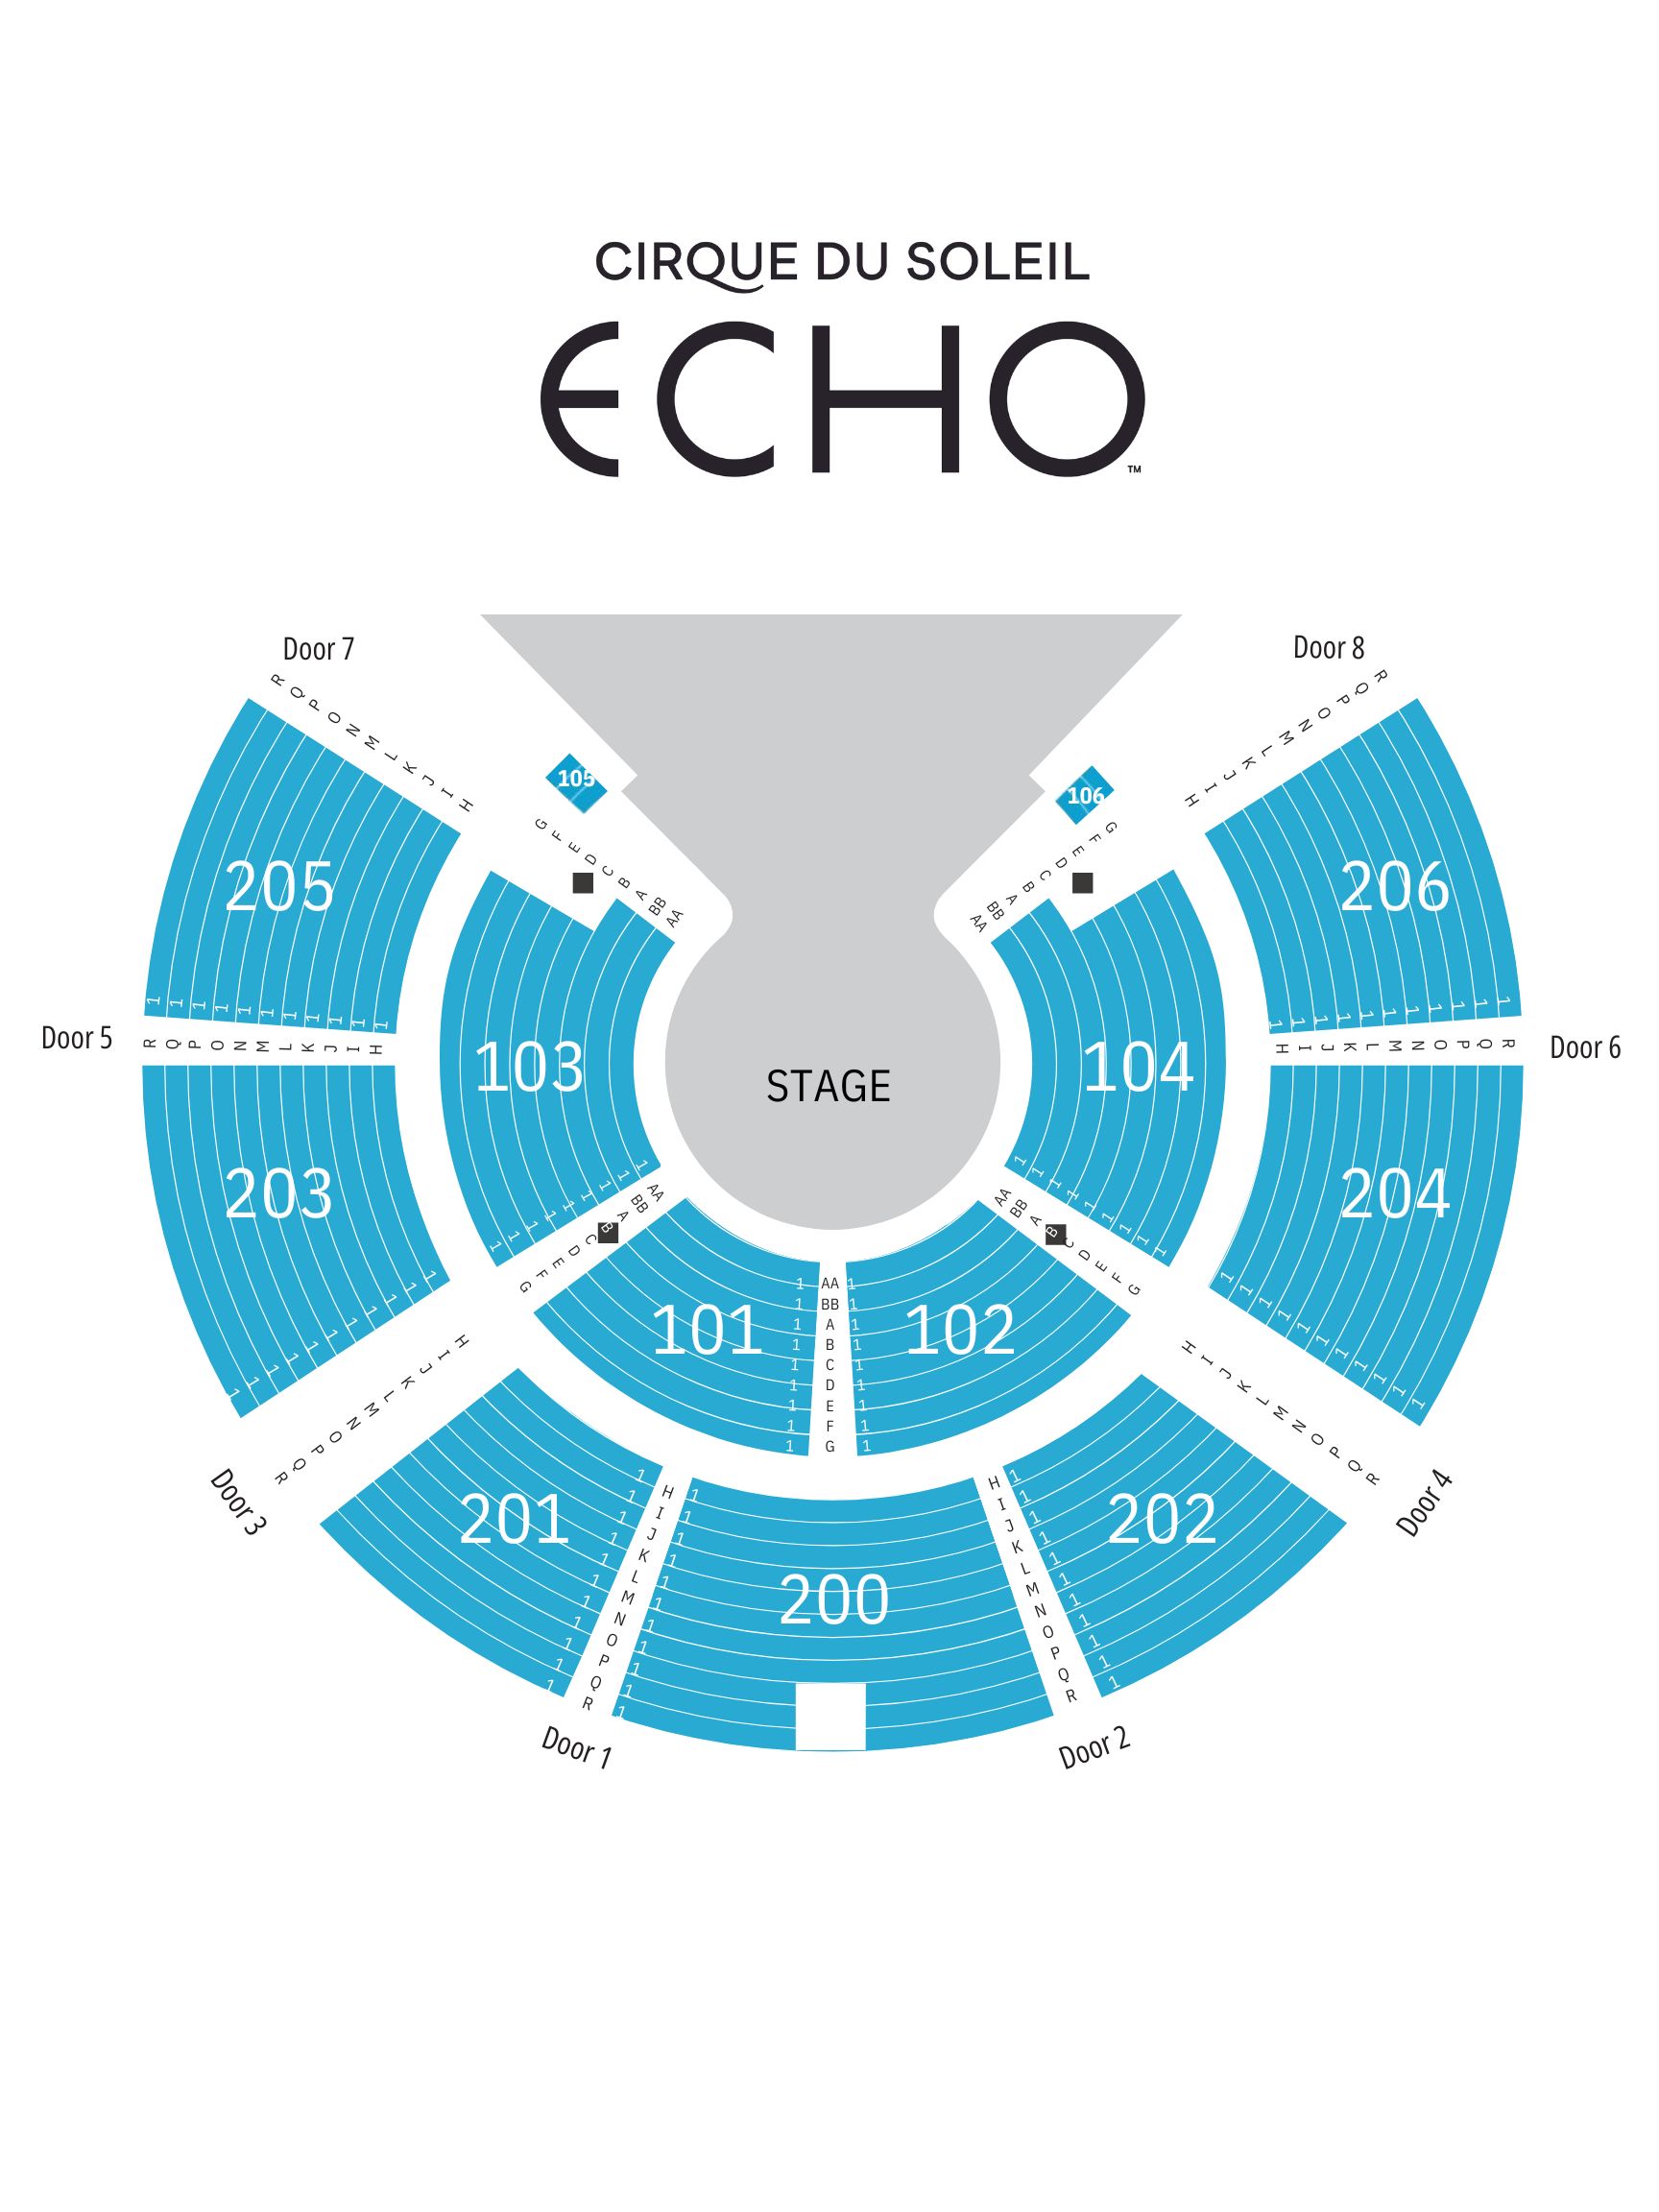 CIRQUE DU SOLEIL
ECHO
™
Door 7
Door 8
R Q P O N M L K J I H
H I J K L M N O P Q R
105
106
G F E D C B A BB AA
AA BB A B C D E F G
205
206
1 1 1 1 1 1 1 1 1 1 1
1 1 1 1 1 1 1 1 1 1 1
Door 5
R Q P O N M L K J I H
103
STAGE
104
H I J K L M N O P Q R
Door 6
203
204
1 1 1 1 1 1 1 1 1
1 1 1 1 1 1 1 1 1
G F E D C B A BB AA
AA BB A B C D E F G
1 1 1 1 1 1 1 1 1 1 1
1 1 1 1 1 1 1 1 1 1 1
1 AA 1
1 BB 1
1 A 1
1 B 1
1 C 1
1 D 1
1 E 1
1 F 1
1 G 1
101
102
R Q P O N M L K J I H
H I J K L M N O P Q R
Door 3
Door 4
201
200
202
1 H 1
1 I 1
1 J 1
1 K 1
1 L 1
1 M 1
1 N 1
1 O 1
1 P 1
1 Q 1
1 R 1
H 1
I 1
J 1
K 1
L 1
M 1
N 1
O 1
P 1
Q 1
R 1
Door 1
Door 2